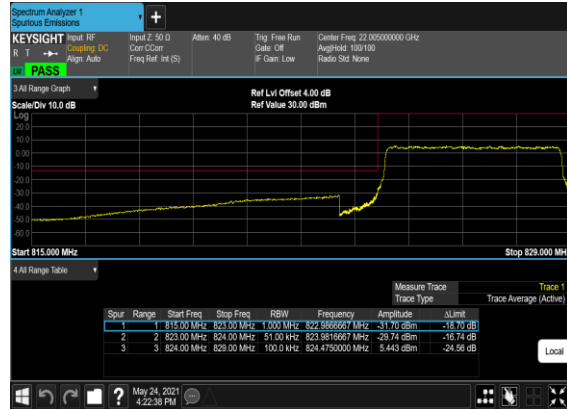 Spectrum Analyzer 1
Spurious Emissions
KEYSIGHT Input: RF Input Z: 50 Ω Atten: 40 dB Trig: Free Run Center Freq: 22.005000000 GHz
R T Coupling: DC Corr CCorr Gate: Off Avg|Hold: 100/100
Align: Auto Freq Ref: Int (S) IF Gain: Low Radio Std: None
PASS
3 All Range Graph
Ref Lvl Offset 4.00 dB
Scale/Div 10.0 dB Ref Value 30.00 dBm
Log
20.0
10.0
0.00
-10.0
-20.0
-30.0
-40.0
-50.0
-60.0
Start 815.000 MHz Stop 829.000 MH
4 All Range Table
Measure Trace Trace 1
Trace Type Trace Average (Active)
Spur Range Start Freq Stop Freq RBW Frequency Amplitude ΔLimit
1 1 815.00 MHz 823.00 MHz 1.000 MHz 822.9866667 MHz -31.70 dBm -18.70 dB
2 2 823.00 MHz 824.00 MHz 51.00 kHz 823.9816667 MHz -29.74 dBm -16.74 dB
3 3 824.00 MHz 829.00 MHz 100.0 kHz 824.4750000 MHz 5.443 dBm -24.56 dB
Local
?
May 24, 2021
4:22:38 PM